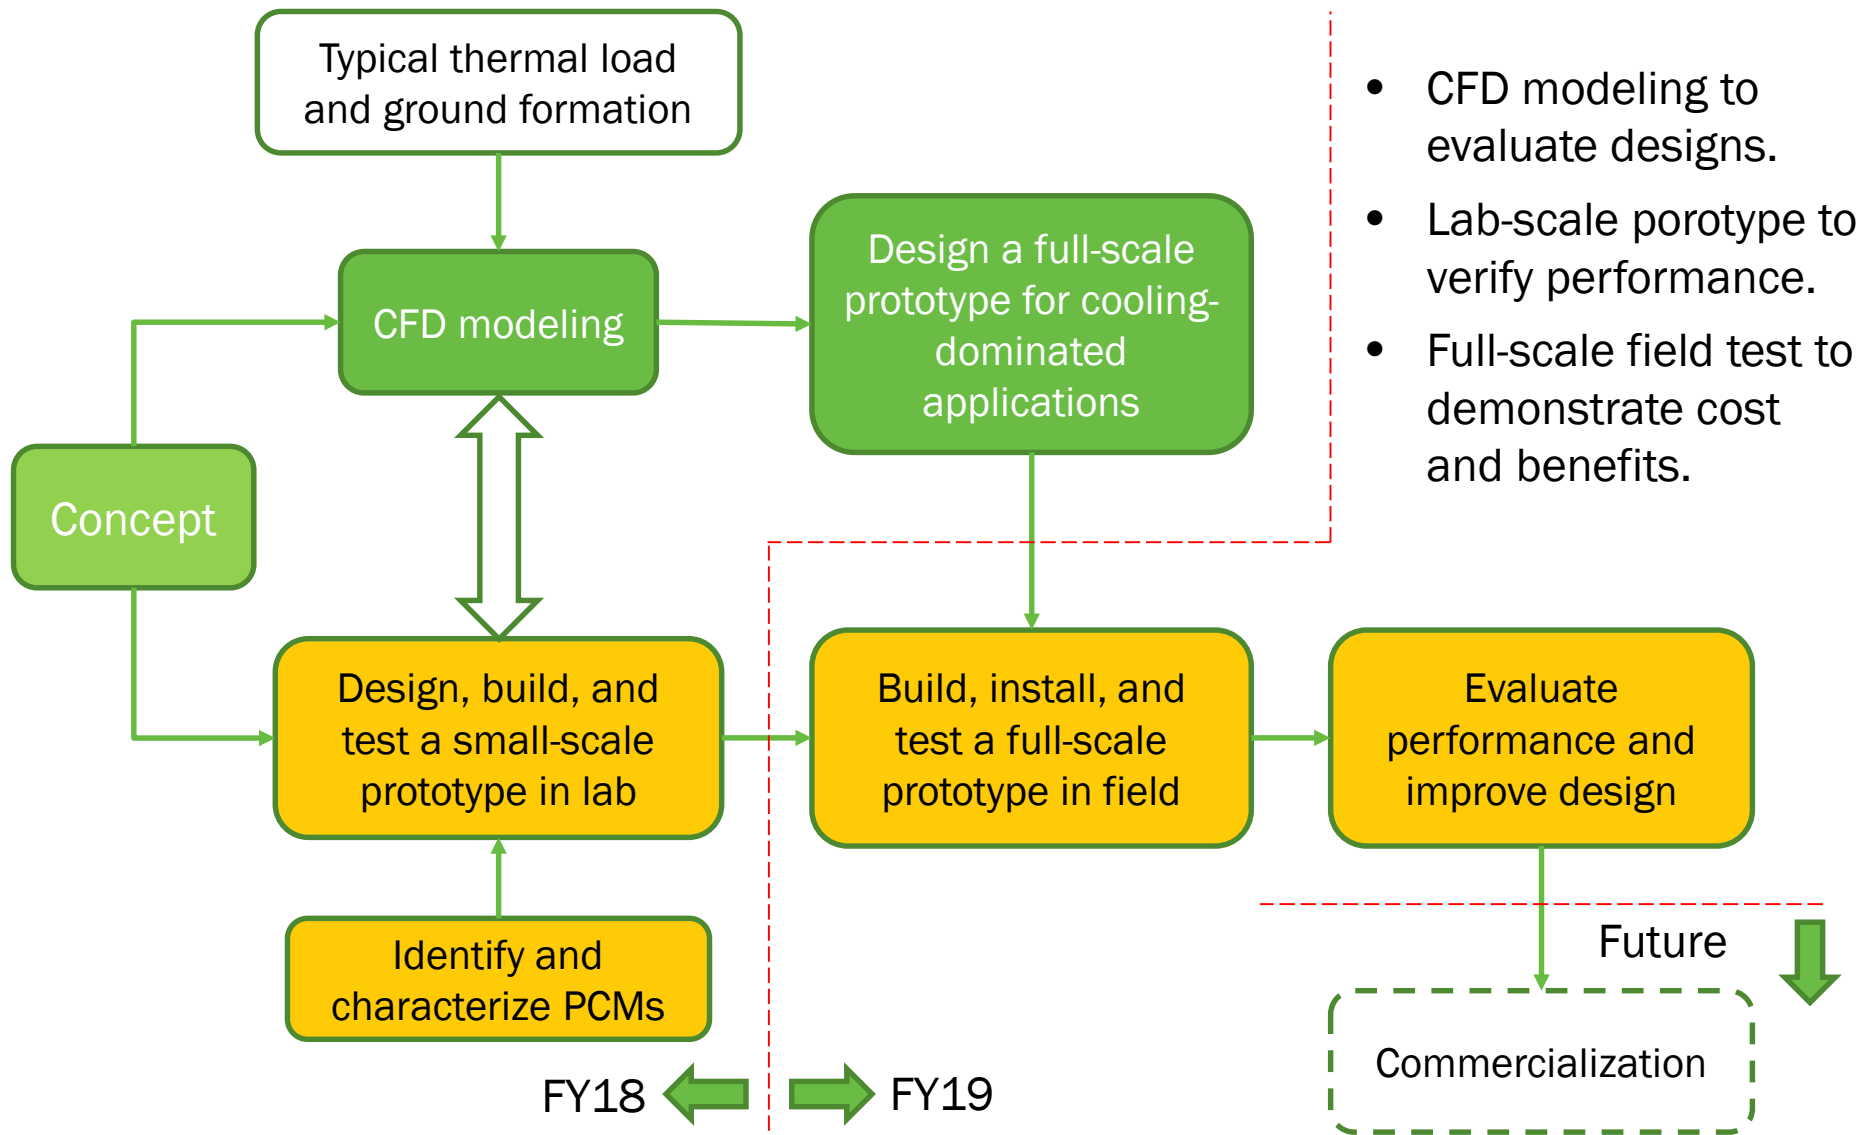 Typical thermal load
and ground formation
• CFD modeling to
evaluate designs.
• Lab-scale porotype to
verify performance.
• Full-scale field test to
demonstrate cost
and benefits.
CFD modeling
Design a full-scale
prototype for cooling-
dominated
applications
Concept
Design, build, and
test a small-scale
prototype in lab
Build, install, and
test a full-scale
prototype in field
Evaluate
performance and
improve design
Identify and
characterize PCMs
Future
Commercialization
FY18
FY19